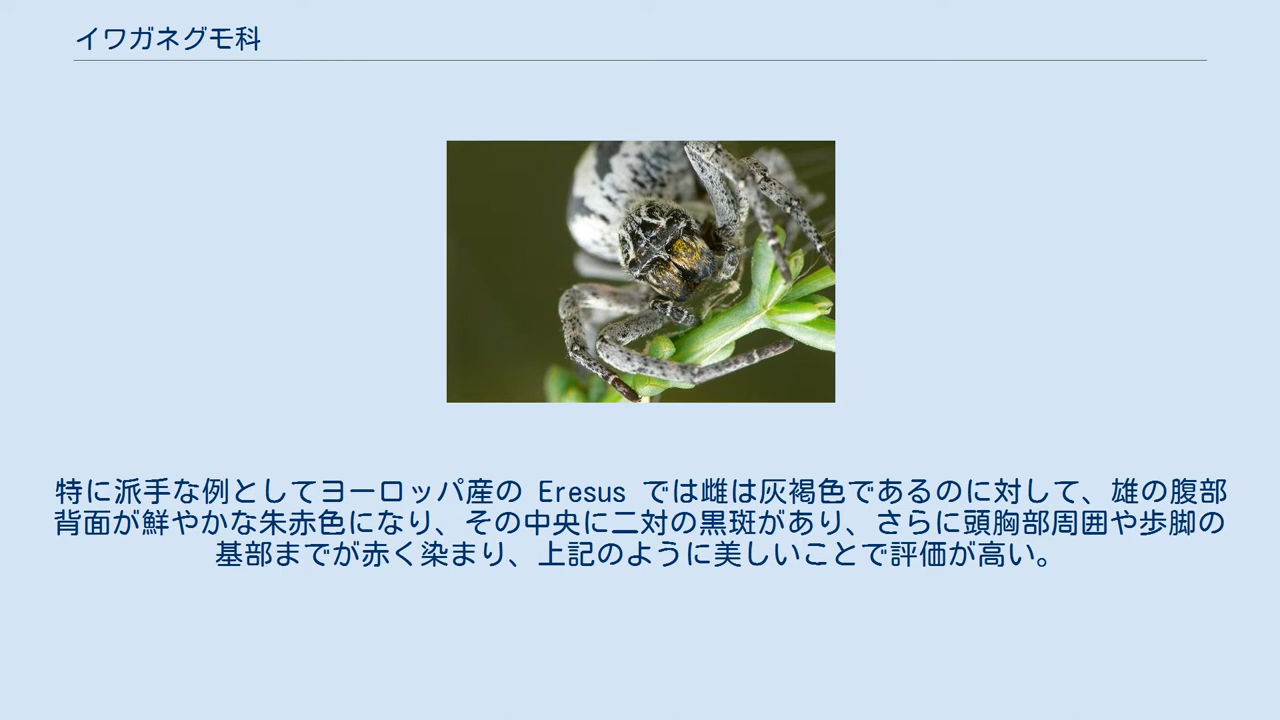 イワガネグモ科
特に派手な例としてヨーロッパ産の Eresus では雌は灰褐色であるのに対して、雄の腹部
背面が鮮やかな朱赤色になり、その中央に二対の黒斑があり、さらに頭胸部周囲や歩脚の
基部までが赤く染まり、上記のように美しいことで評価が高い。